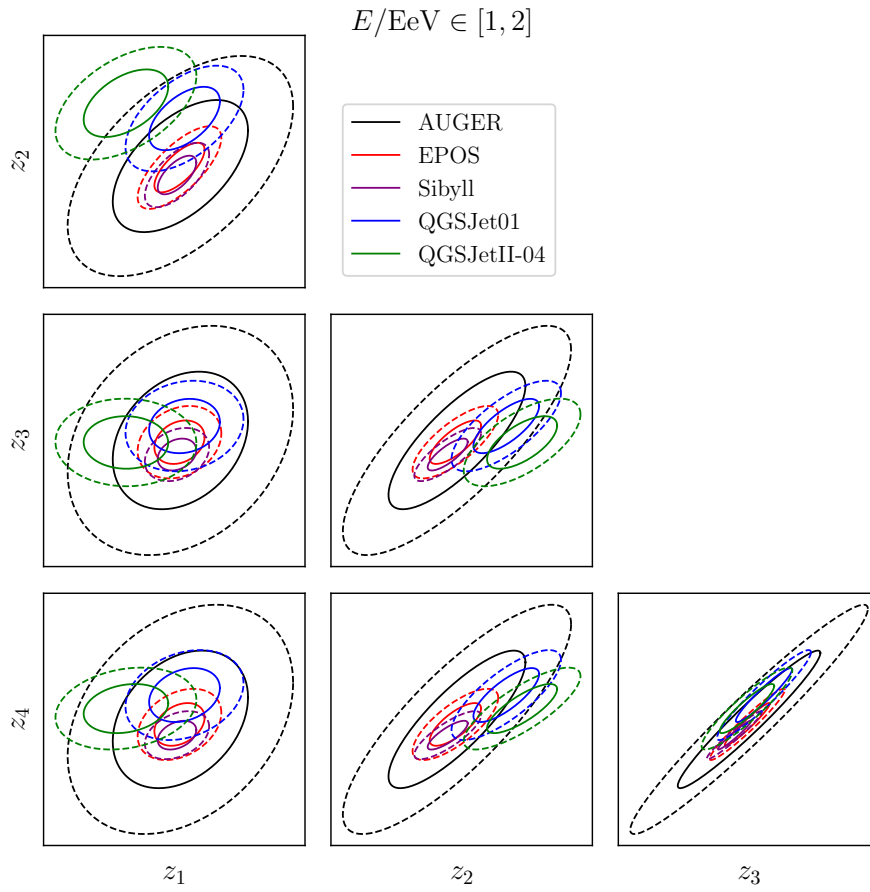 E/EeV ∈ [1, 2]
z₂
AUGER
EPOS
Sibyll
QGSJet01
QGSJetII-04
z₃
z₄
z₁
z₂
z₃